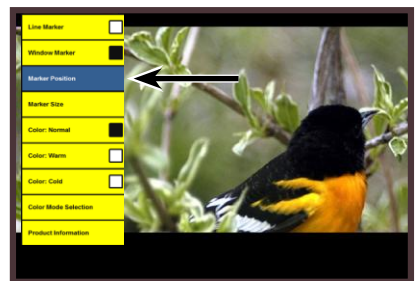 Line Marker
Window Marker
Marker Position
Marker Size
Color: Normal
Color: Warm
Color: Cold
Color Mode Selection
Product Information